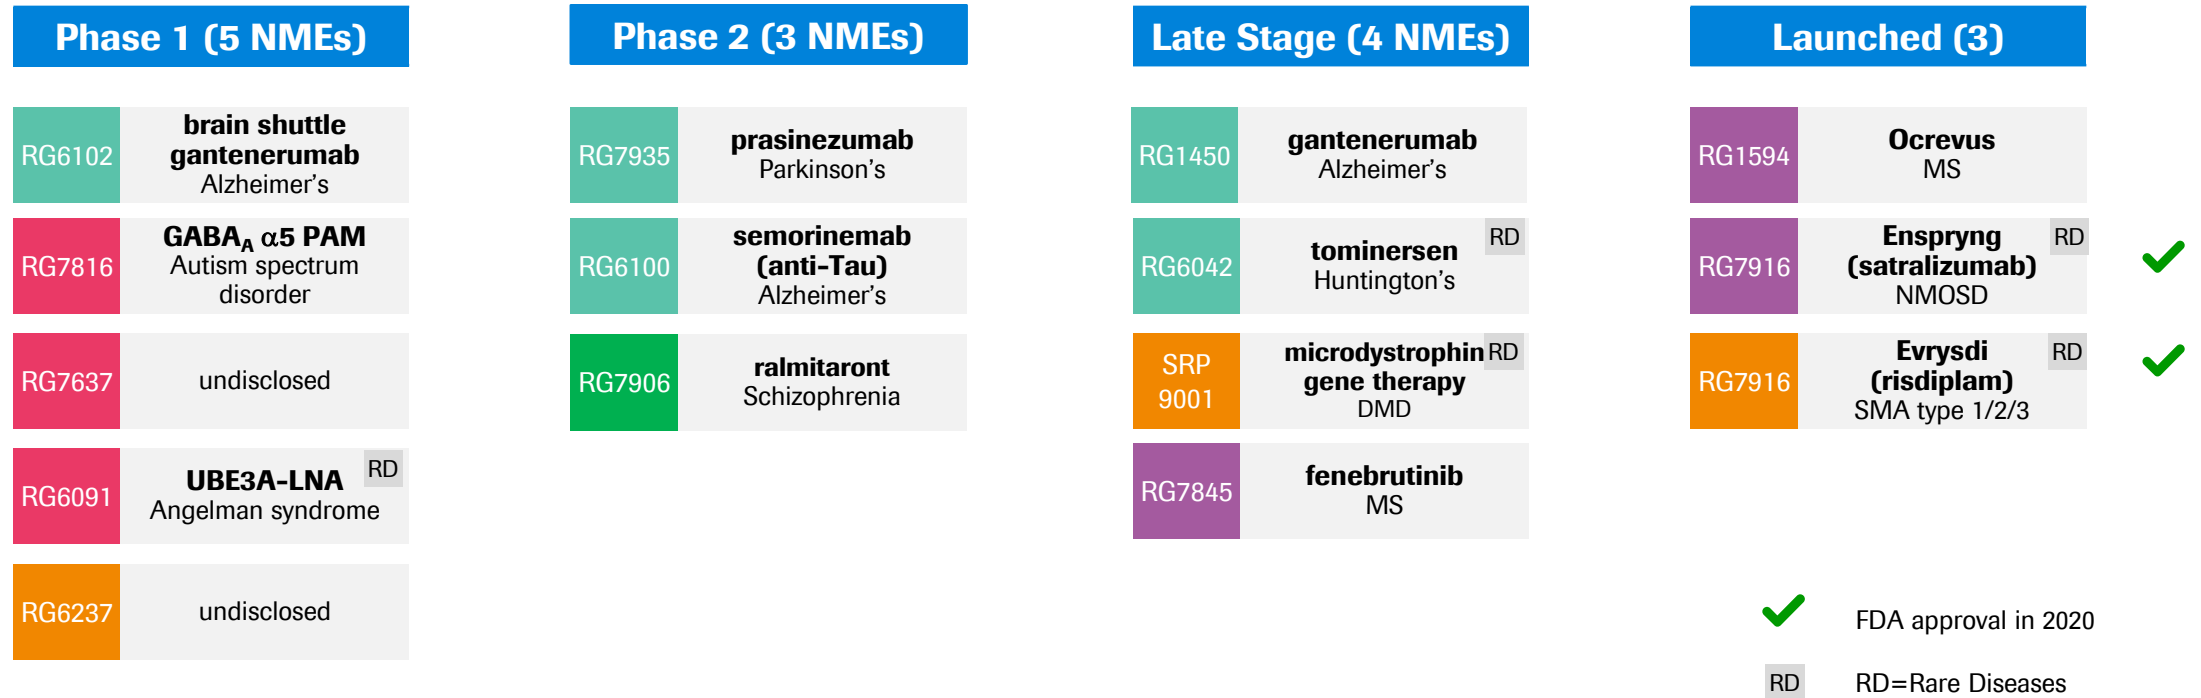 Phase 1 (5 NMEs)
RG6102
brain shuttle
gantenerumab
Alzheimer's
RG7816
GABAA α5 PAM
Autism spectrum
disorder
RG7637
undisclosed
RG6091
UBE3A-LNA
RD
Angelman syndrome
RG6237
undisclosed
Phase 2 (3 NMEs)
RG7935
prasinezumab
Parkinson's
RG6100
semorinemab
(anti-Tau)
Alzheimer's
RG7906
ralmitaront
Schizophrenia
Late Stage (4 NMEs)
RG1450
gantenerumab
Alzheimer's
RG6042
tominersen
RD
Huntington's
SRP
9001
microdystrophin
RD
gene therapy
DMD
RG7845
fenebrutinib
MS
Launched (3)
RG1594
Ocrevus
MS
RG7916
Enspryng
RD
(satralizumab)
NMOSD
RG7916
Evrysdi
RD
(risdiplam)
SMA type 1/2/3
FDA approval in 2020
RD
RD=Rare Diseases